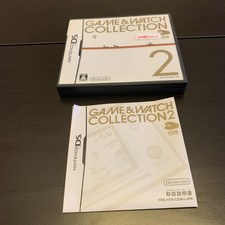 NINTENDO DS
GAME&WATCH
COLLECTION
2
GAME&WATCH
COLLECTION2
NINTENDO DS
Nintendo
取扱説明書